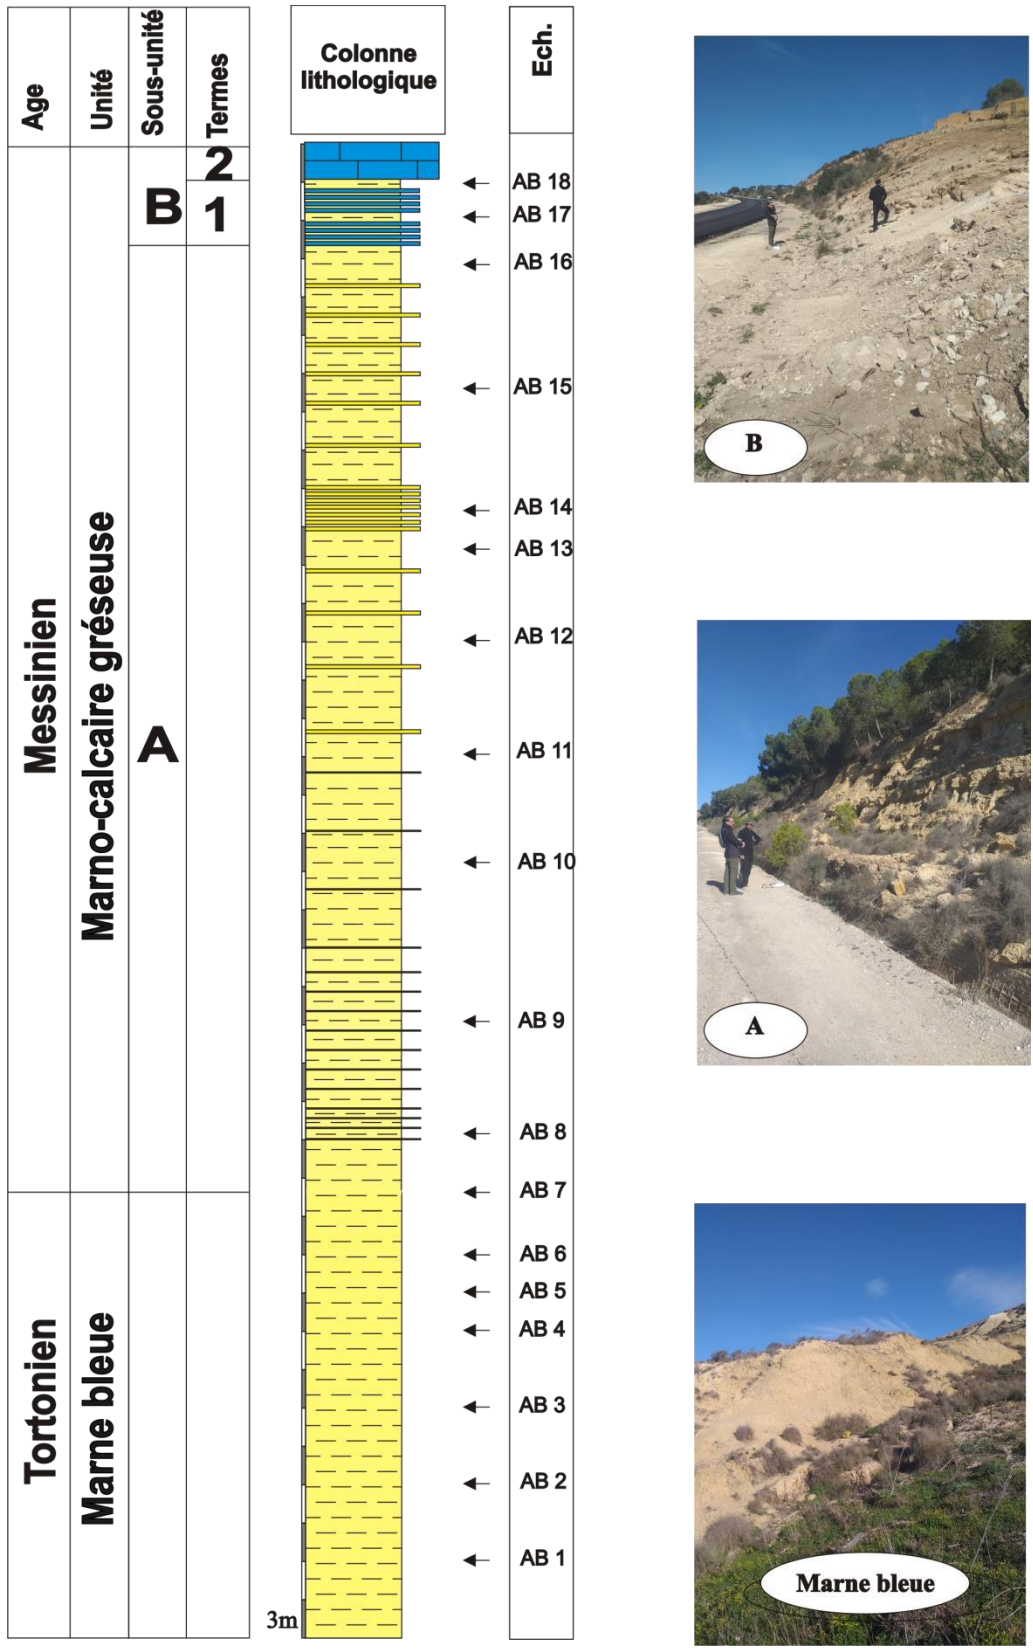 Age
Unité
Sous-unité
Termes
Colonne
lithologique
Ech.
Messinien
Marno-calcaire gréseuse
B
A
2
1
Tortonien
Marne bleue
3m
AB 18
AB 17
AB 16
AB 15
AB 14
AB 13
AB 12
AB 11
AB 10
AB 9
AB 8
AB 7
AB 6
AB 5
AB 4
AB 3
AB 2
AB 1
B
A
Marne bleue